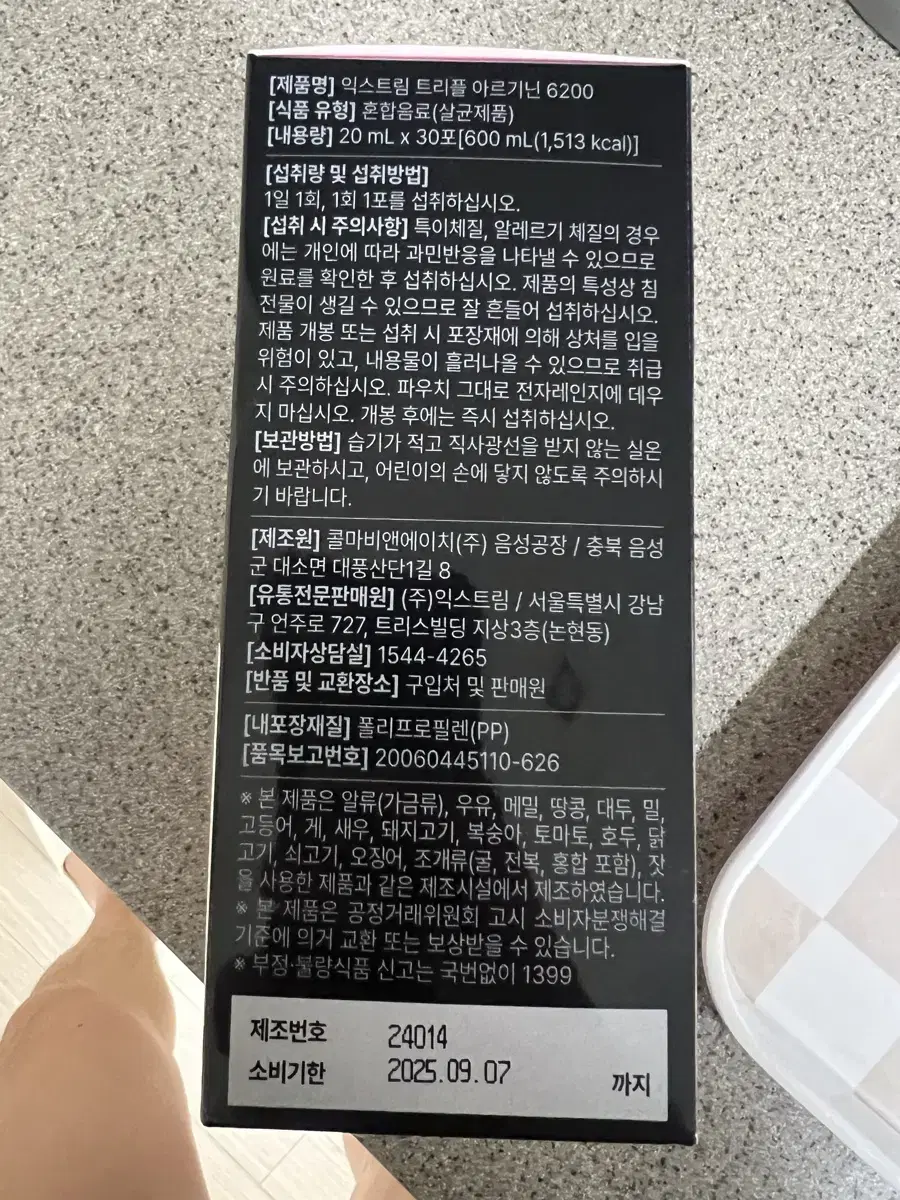 [제품명] 익스트림 트리플 아르기닌 6200
[식품 유형] 혼합음료(살균제품)
[내용량] 20 mL x 30포[600 mL(1,513 kcal)]
[섭취량 및 섭취방법]
1일 1회, 1회 1포를 섭취하십시오.
[섭취 시 주의사항] 특이체질, 알레르기 체질의 경우
에는 개인에 따라 과민반응을 나타낼 수 있으므로
원료를 확인한 후 섭취하십시오. 제품의 특성상 침
전물이 생길 수 있으므로 잘 흔들어 섭취하십시오.
제품 개봉 또는 섭취 시 포장재에 의해 상처를 입을
위험이 있고, 내용물이 흘러나올 수 있으므로 취급
시 주의하십시오. 파우치 그대로 전자레인지에 데우
지 마십시오. 개봉 후에는 즉시 섭취하십시오.
[보관방법] 습기가 적고 직사광선을 받지 않는 실온
에 보관하시고, 어린이의 손에 닿지 않도록 주의하시
기 바랍니다.
[제조원] 콜마비앤에이치(주) 음성공장 / 충북 음성
군 대소면 대풍산단1길 8
[유통전문판매원] (주)익스트림 / 서울특별시 강남
구 언주로 727, 트리스빌딩 지상3층(논현동)
[소비자상담실] 1544-4265
[반품 및 교환장소] 구입처 및 판매원
[내포장재질] 폴리프로필렌(PP)
[품목보고번호] 20060445110-626
※ 본 제품은 알류(가금류), 우유, 메밀, 땅콩, 대두, 밀,
고등어, 게, 새우, 돼지고기, 복숭아, 토마토, 호두, 닭
고기, 쇠고기, 오징어, 조개류(굴, 전복, 홍합 포함), 잣
을 사용한 제품과 같은 제조시설에서 제조하였습니다.
※ 본 제품은 공정거래위원회 고시 소비자분쟁해결
기준에 의거 교환 또는 보상받을 수 있습니다.
※ 부정·불량식품 신고는 국번없이 1399
제조번호 24014
소비기한 2025.09.07 까지